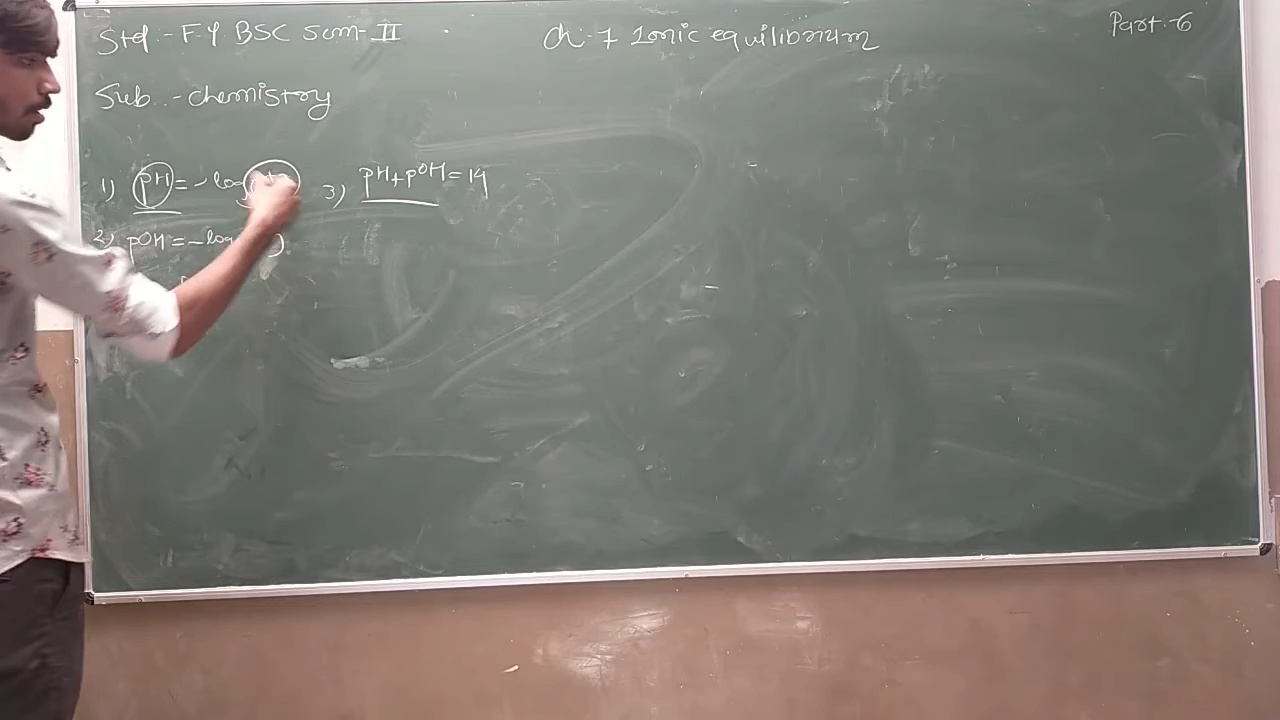 Std :- F.Y. BSC Sem-II
Ch-7 Ionic equilibrium
Part-6
Sub :- Chemistry
1) pH = -log
3) pH+pOH = 14
2) pOH = -log